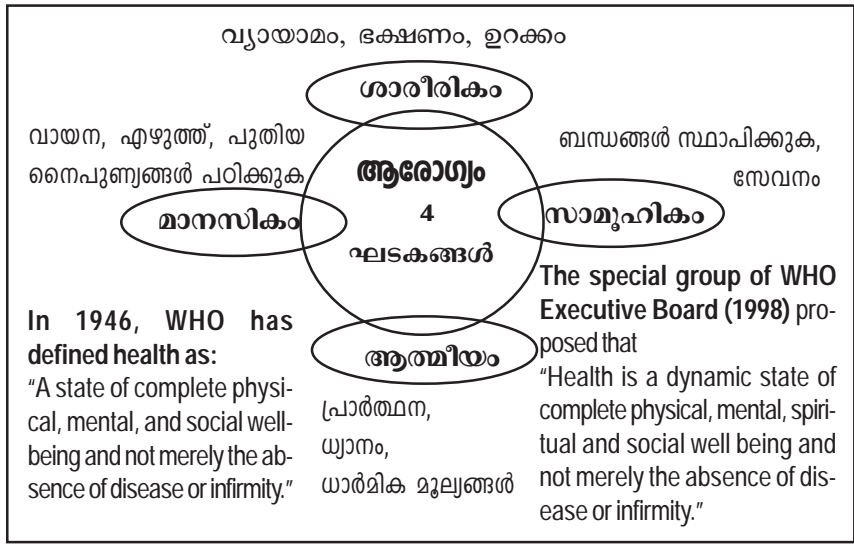 വ്യായാമം, ഭക്ഷണം, ഉറക്കം
ശാരീരികം
വായന, എഴുത്ത്, പുതിയ
നൈപുണ്യങ്ങൾ പഠിക്കുക
മാനസികം
ആരോഗ്യം
4
ഘടകങ്ങൾ
ബന്ധങ്ങൾ സ്ഥാപിക്കുക,
സേവനം
സാമൂഹികം
In 1946, WHO has
defined health as:
"A state of complete physi-
cal, mental, and social well-
being and not merely the ab-
sence of disease or infirmity."
ആത്മീയം
പ്രാർത്ഥന,
ധ്യാനം,
ധാർമിക മൂല്യങ്ങൾ
The special group of WHO
Executive Board (1998) pro-
posed that
"Health is a dynamic state of
complete physical, mental, spiri-
tual and social well being and
not merely the absence of dis-
ease or infirmity."